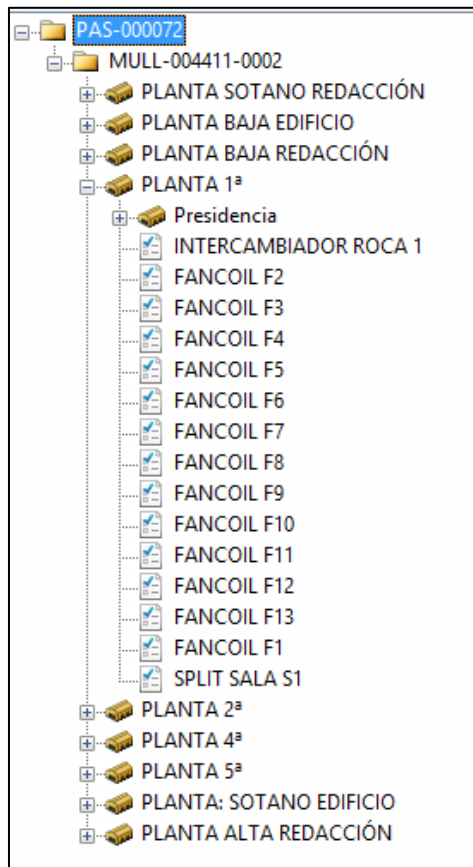 PAS-000072
MULL-004411-0002
PLANTA SOTANO REDACCIÓN
PLANTA BAJA EDIFICIO
PLANTA BAJA REDACCIÓN
PLANTA 1ª
Presidencia
INTERCAMBIADOR ROCA 1
FANCOIL F2
FANCOIL F3
FANCOIL F4
FANCOIL F5
FANCOIL F6
FANCOIL F7
FANCOIL F8
FANCOIL F9
FANCOIL F10
FANCOIL F11
FANCOIL F12
FANCOIL F13
FANCOIL F1
SPLIT SALA S1
PLANTA 2ª
PLANTA 4ª
PLANTA 5ª
PLANTA: SOTANO EDIFICIO
PLANTA ALTA REDACCIÓN